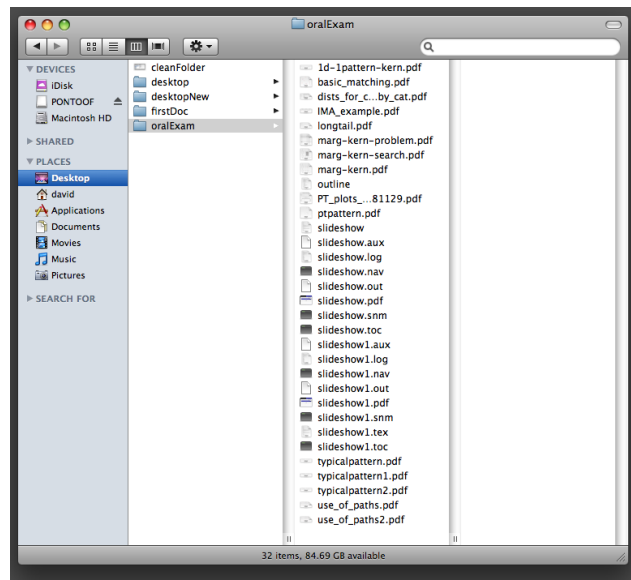 oralExam
DEVICES
iDisk
PONTOOF
Macintosh HD
SHARED
PLACES
Desktop
david
Applications
Documents
Movies
Music
Pictures
SEARCH FOR
cleanFolder
desktop
desktopNew
firstDoc
oralExam
1d-1pattern-kern.pdf
basic_matching.pdf
dists_for_c...by_cat.pdf
IMA_example.pdf
longtail.pdf
marg-kern-problem.pdf
marg-kern-search.pdf
marg-kern.pdf
outline
PT_plots_...81129.pdf
ptpattern.pdf
slideshow
slideshow.aux
slideshow.log
slideshow.nav
slideshow.out
slideshow.pdf
slideshow.snm
slideshow.toc
slideshow1.aux
slideshow1.log
slideshow1.nav
slideshow1.out
slideshow1.pdf
slideshow1.snm
slideshow1.tex
slideshow1.toc
typicalpattern.pdf
typicalpattern1.pdf
typicalpattern2.pdf
use_of_paths.pdf
use_of_paths2.pdf
32 items, 84.69 GB available